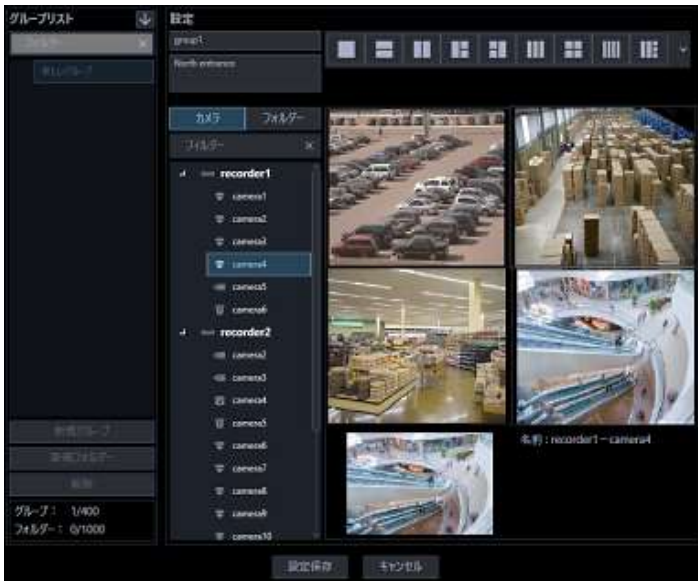 グループリスト
フィルター
新しいグループ
新規グループ
新規フォルダー
削除
グループ： 1/400
フォルダー： 0/1000
設定
group1
North entrance
カメラ
フォルダー
フィルター
recorder1
camera1
camera2
camera3
camera4
camera5
camera6
recorder2
camera2
camera3
camera4
camera5
camera6
camera7
camera8
camera9
camera10
名前：recorder1－camera4
設定保存
キャンセル